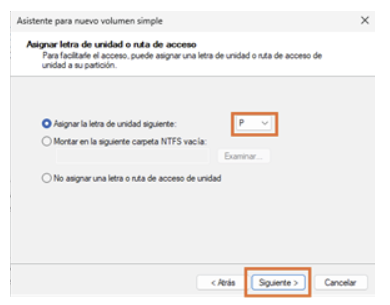 Asistente para nuevo volumen simple
Asignar letra de unidad o ruta de acceso
Para facilitarle el acceso, puede asignar una letra de unidad o ruta de acceso de
unidad a su partición.
Asignar la letra de unidad siguiente: P
Montar en la siguiente carpeta NTFS vacía:
Examinar...
No asignar una letra o ruta de acceso de unidad
< Atrás Siguiente > Cancelar